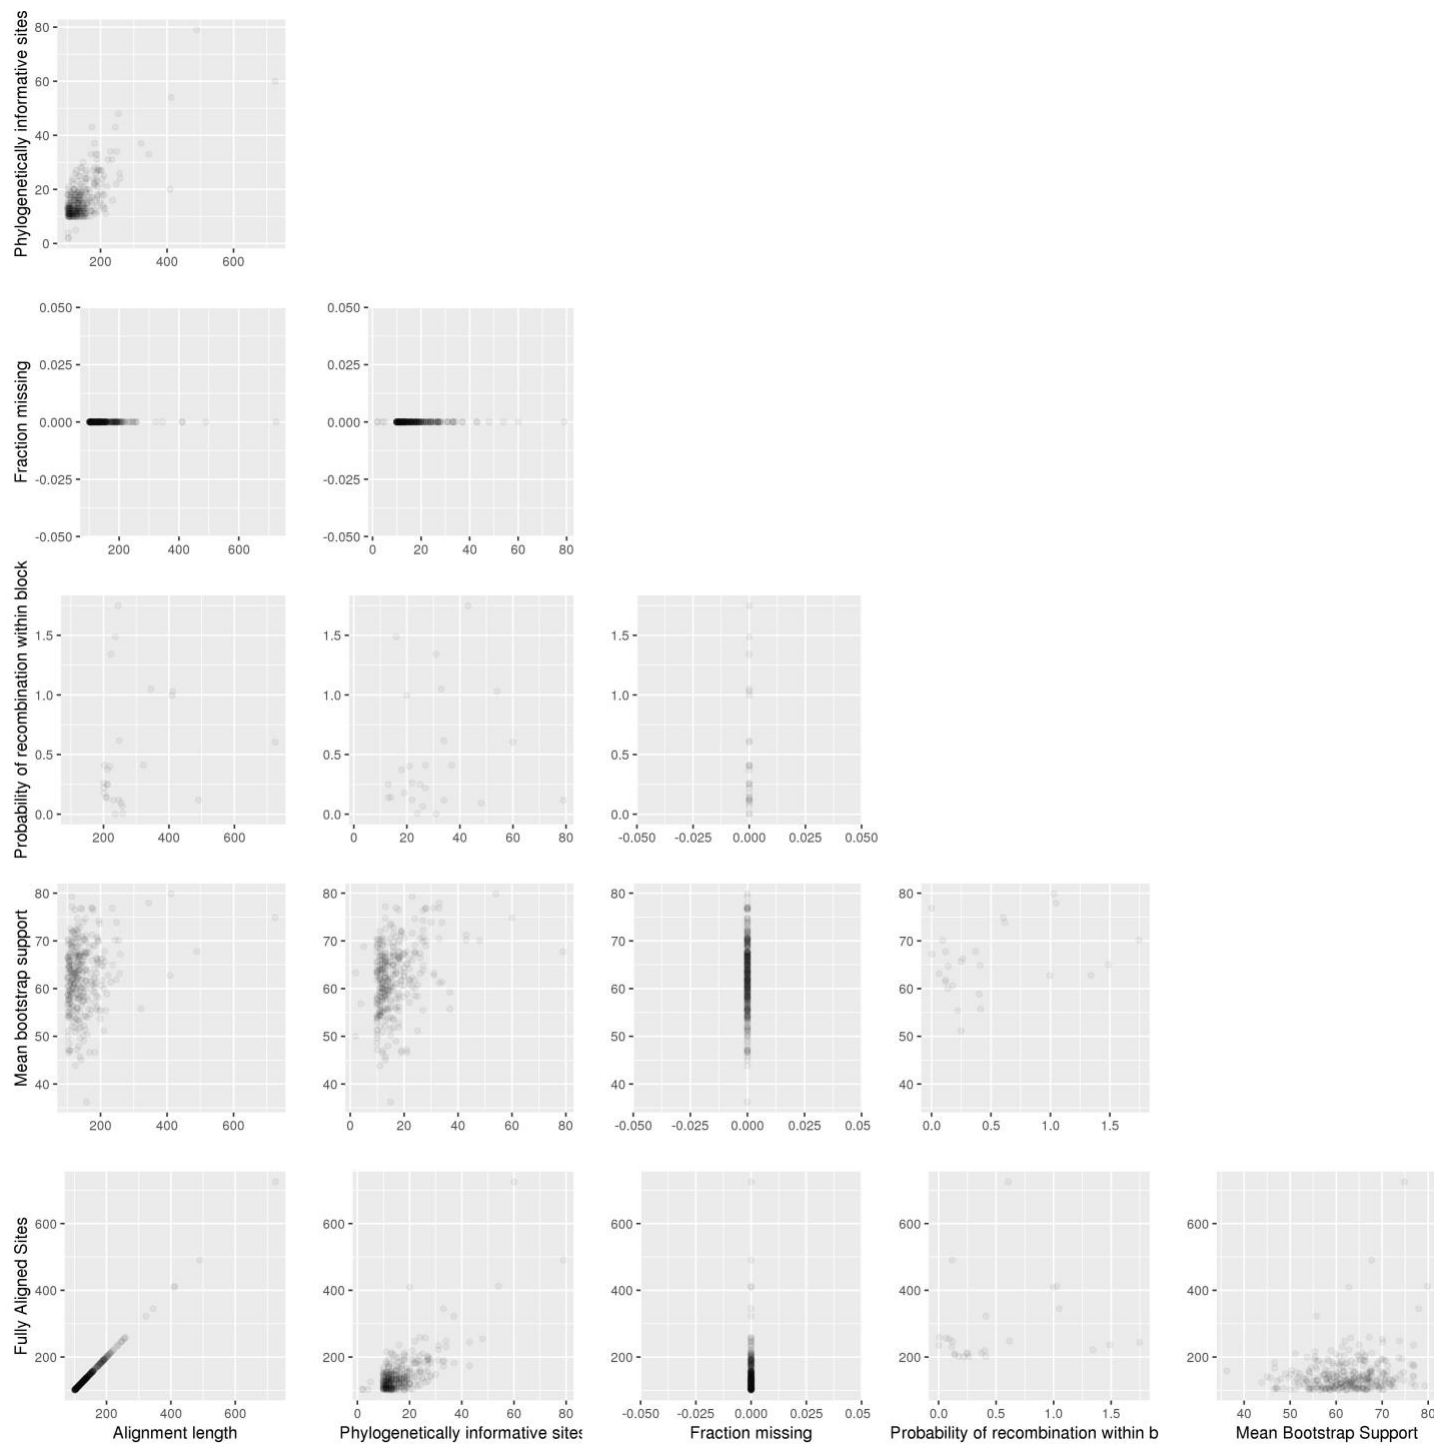 Phylogenetically informative sites
80
60
40
20
0
200 400 600
Fraction missing
0.050
0.025
0.000
-0.025
-0.050
200 400 600
0.050
0.025
0.000
-0.025
-0.050
0 20 40 60 80
Probability of recombination within block
1.5
1.0
0.5
0.0
200 400 600
1.5
1.0
0.5
0.0
0 20 40 60 80
1.5
1.0
0.5
0.0
-0.050 -0.025 0.000 0.025 0.050
Mean bootstrap support
80
70
60
50
40
200 400 600
80
70
60
50
40
0 20 40 60 80
80
70
60
50
40
-0.050 -0.025 0.000 0.025 0.05
80
70
60
50
40
0.0 0.5 1.0 1.5
Fully Aligned Sites
600
400
200
200 400 600
Alignment length
600
400
200
0 20 40 60 80
Phylogenetically informative sites
600
400
200
-0.050 -0.025 0.000 0.025 0.05
Fraction missing
600
400
200
0.0 0.5 1.0 1.5
Probability of recombination within b
600
400
200
40 50 60 70 80
Mean Bootstrap Support